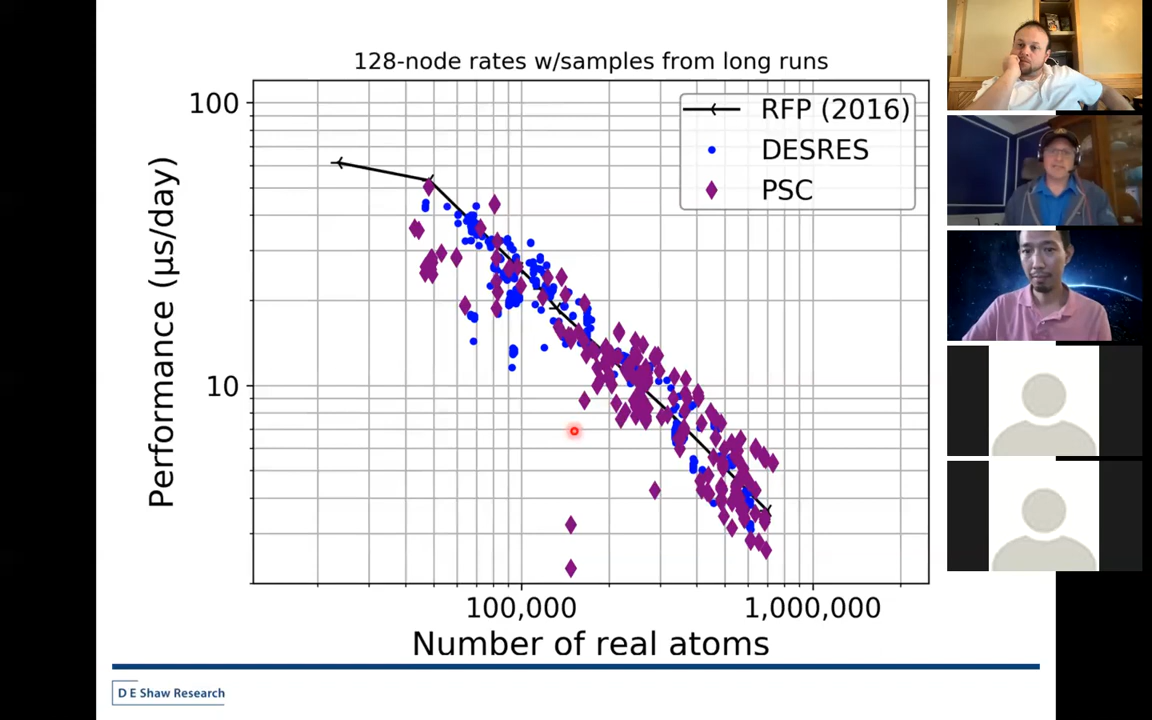 128-node rates w/samples from long runs
100
10
Performance (μs/day)
RFP (2016)
DESRES
PSC
100,000
1,000,000
Number of real atoms
D E Shaw Research